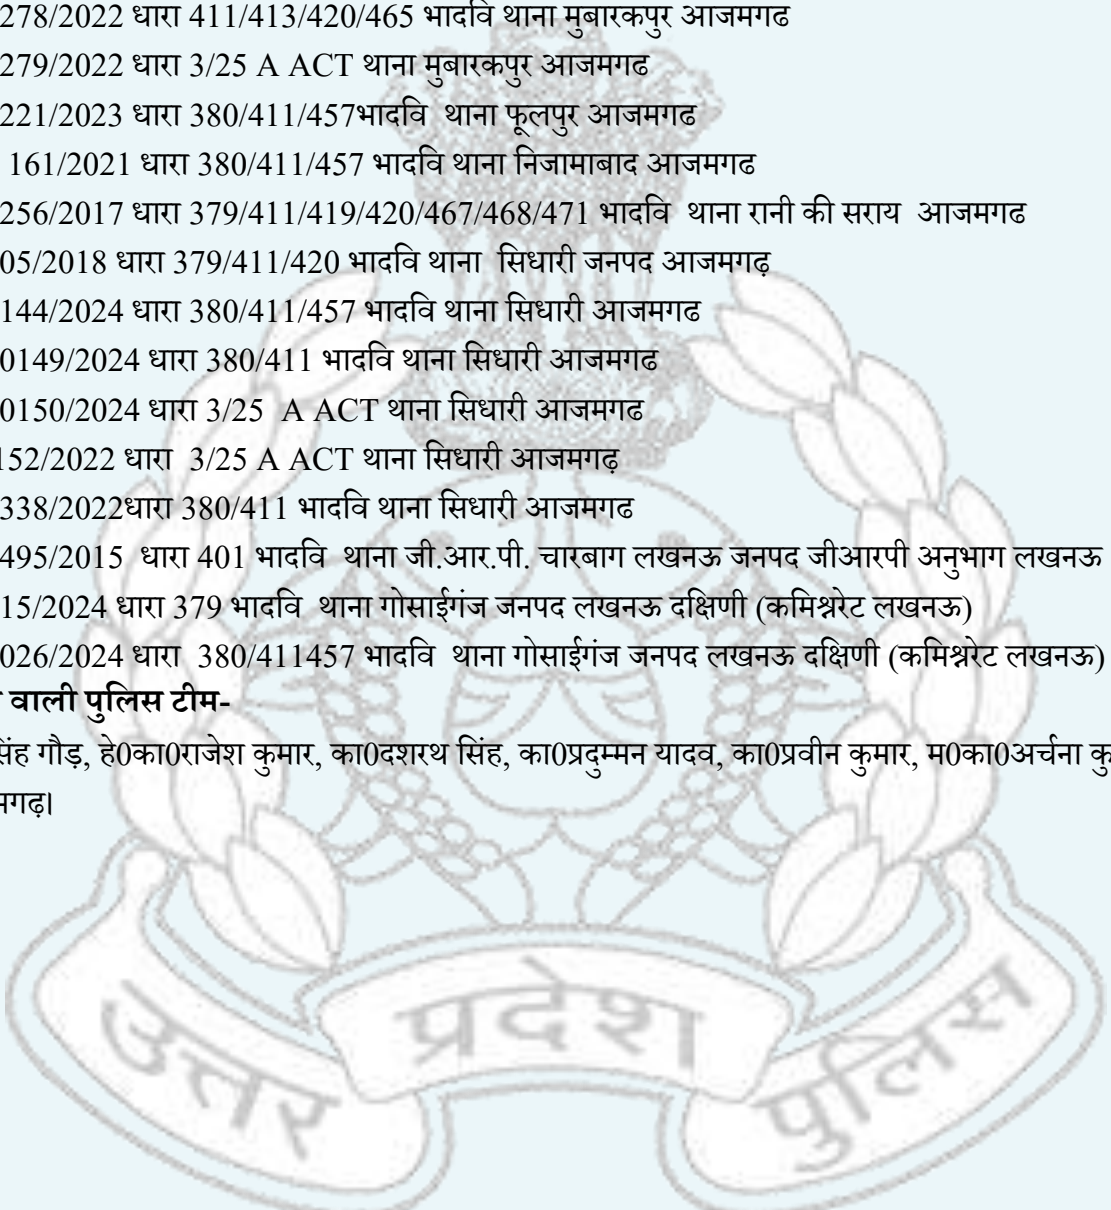 278/2022 धारा 411/413/420/465 भादवि थाना मुबारकपुर आजमगढ
279/2022 धारा 3/25 A ACT थाना मुबारकपुर आजमगढ
221/2023 धारा 380/411/457भादवि थाना फूलपुर आजमगढ
161/2021 धारा 380/411/457 भादवि थाना निजामाबाद आजमगढ
256/2017 धारा 379/411/419/420/467/468/471 भादवि थाना रानी की सराय आजमगढ
05/2018 धारा 379/411/420 भादवि थाना सिधारी जनपद आजमगढ़
144/2024 धारा 380/411/457 भादवि थाना सिधारी आजमगढ
0149/2024 धारा 380/411 भादवि थाना सिधारी आजमगढ
0150/2024 धारा 3/25 A ACT थाना सिधारी आजमगढ
152/2022 धारा 3/25 A ACT थाना सिधारी आजमगढ़
338/2022धारा 380/411 भादवि थाना सिधारी आजमगढ
495/2015 धारा 401 भादवि थाना जी.आर.पी. चारबाग लखनऊ जनपद जीआरपी अनुभाग लखनऊ
15/2024 धारा 379 भादवि थाना गोसाईगंज जनपद लखनऊ दक्षिणी (कमिश्नरेट लखनऊ)
026/2024 धारा 380/411457 भादवि थाना गोसाईगंज जनपद लखनऊ दक्षिणी (कमिश्नरेट लखनऊ)
वाली पुलिस टीम-
गौड़, हे0का0राजेश कुमार, का0दशरथ सिंह, का0प्रदुम्मन यादव, का0प्रवीन कुमार, म0का0अर्चना
उत्तर प्रदेश पुलिस